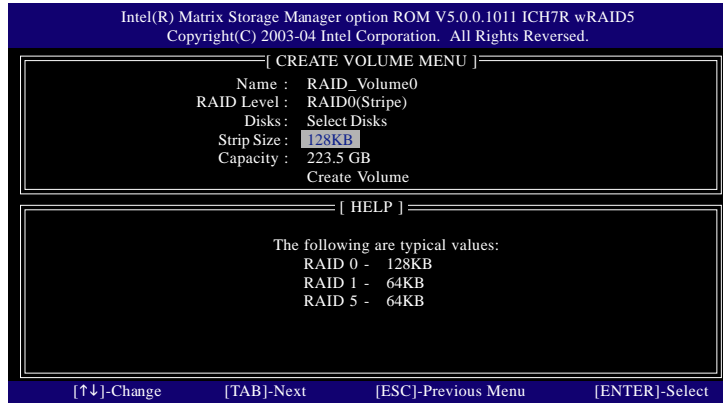 Intel(R) Matrix Storage Manager option ROM V5.0.0.1011 ICH7R wRAID5
Copyright(C) 2003-04 Intel Corporation. All Rights Reversed.
[ CREATE VOLUME MENU ]
Name : RAID_Volume0
RAID Level : RAID0(Stripe)
Disks : Select Disks
Strip Size : 128KB
Capacity : 223.5 GB
Create Volume
[ HELP ]
The following are typical values:
RAID 0 - 128KB
RAID 1 - 64KB
RAID 5 - 64KB
[↑↓]-Change [TAB]-Next [ESC]-Previous Menu [ENTER]-Select